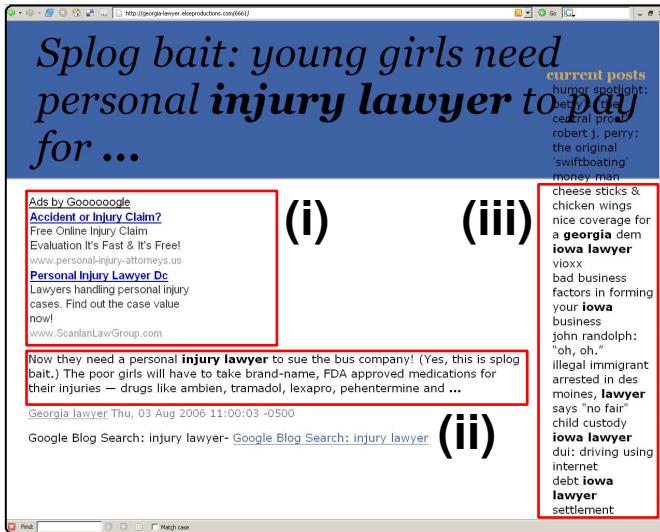 http://georgia-lawyer.elseproductions.com/6661/
Go
Splog bait: young girls need
personal injury lawyer to pay
for ...
current posts
humor spotlight:
betty's "the
central proof"
robert j. perry:
the original
'swiftboating'
money man
cheese sticks &
chicken wings
nice coverage for
a georgia dem
iowa lawyer
vioxx
bad business
factors in forming
your iowa
business
john randolph:
"oh, oh."
illegal immigrant
arrested in des
moines, lawyer
says "no fair"
child custody
iowa lawyer
dui: driving using
internet
debt iowa
lawyer
settlement
(i)
(iii)
Ads by Goooooogle
Accident or Injury Claim?
Free Online Injury Claim
Evaluation It's Fast & It's Free!
www.personal-injury-attorneys.us
Personal Injury Lawyer Dc
Lawyers handling personal injury
cases. Find out the case value
now!
www.ScanlanLawGroup.com
Now they need a personal injury lawyer to sue the bus company! (Yes, this is splog
bait.) The poor girls will have to take brand-name, FDA approved medications for
their injuries — drugs like ambien, tramadol, lexapro, pehentermine and ...
Georgia lawyer Thu, 03 Aug 2006 11:00:03 -0500
(ii)
Google Blog Search: injury lawyer- Google Blog Search: injury lawyer
Find:
Match case